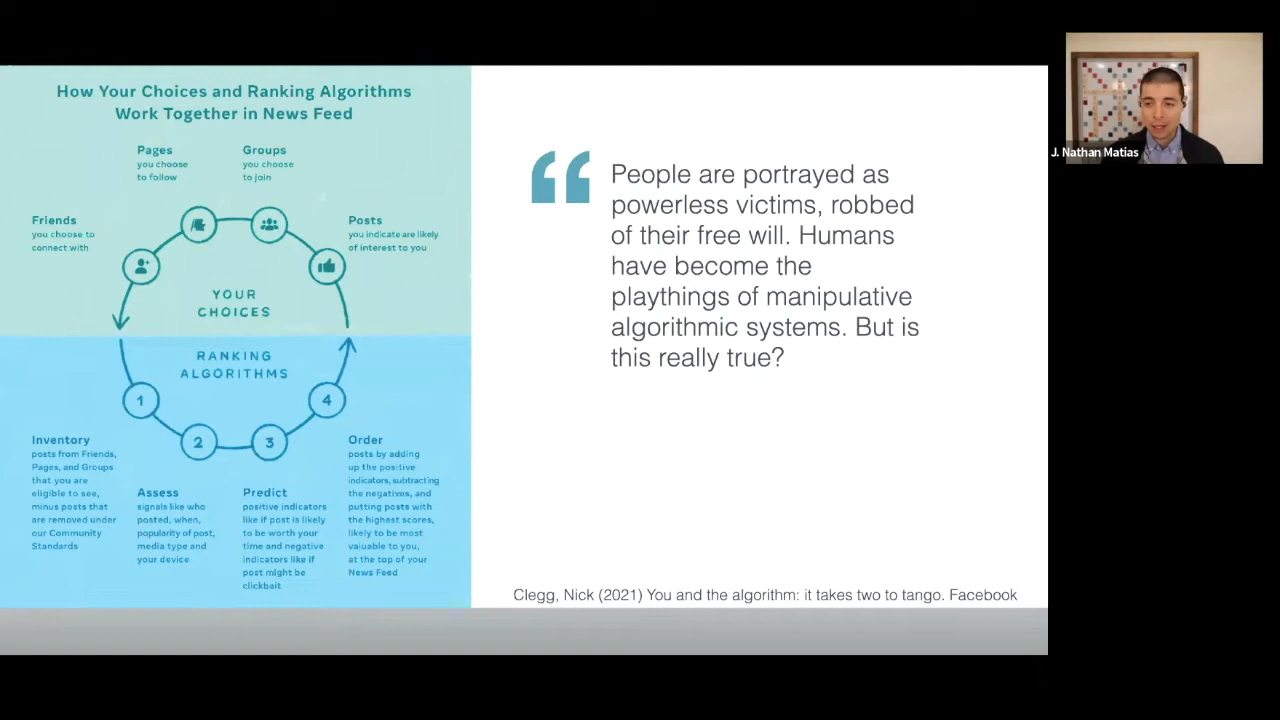 How Your Choices and Ranking Algorithms
Work Together in News Feed
Pages
you choose
to follow
Groups
you choose
to join
Friends
you choose to
connect with
Posts
you indicate are likely
of interest to you
YOUR
CHOICES
RANKING
ALGORITHMS
1
2
3
4
Inventory
posts from Friends,
Pages, and Groups
that you are
eligible to see,
minus posts that
are removed under
our Community
Standards
Assess
signals like who
posted, when,
popularity of post,
media type and
your device
Predict
positive indicators
like if post is likely
to be worth your
time and negative
indicators like if
post might be
clickbait
Order
posts by adding
up the positive
indicators, subtracting
the negatives, and
putting posts with
the highest scores,
likely to be most
valuable to you,
at the top of your
News Feed
“
People are portrayed as
powerless victims, robbed
of their free will. Humans
have become the
playthings of manipulative
algorithmic systems. But is
this really true?
Clegg, Nick (2021) You and the algorithm: it takes two to tango. Facebook
J. Nathan Matias